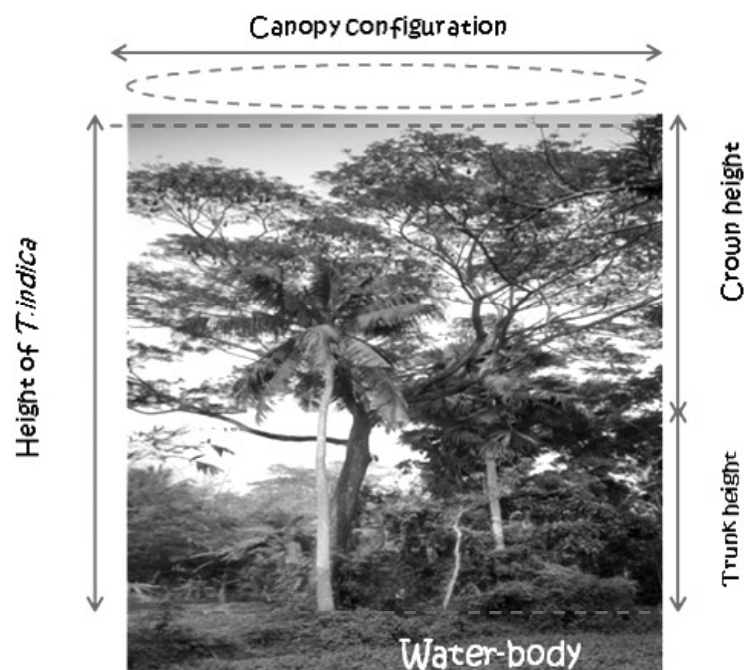 Canopy configuration
Height of T.indica
Crown height
Trunk height
Water-body